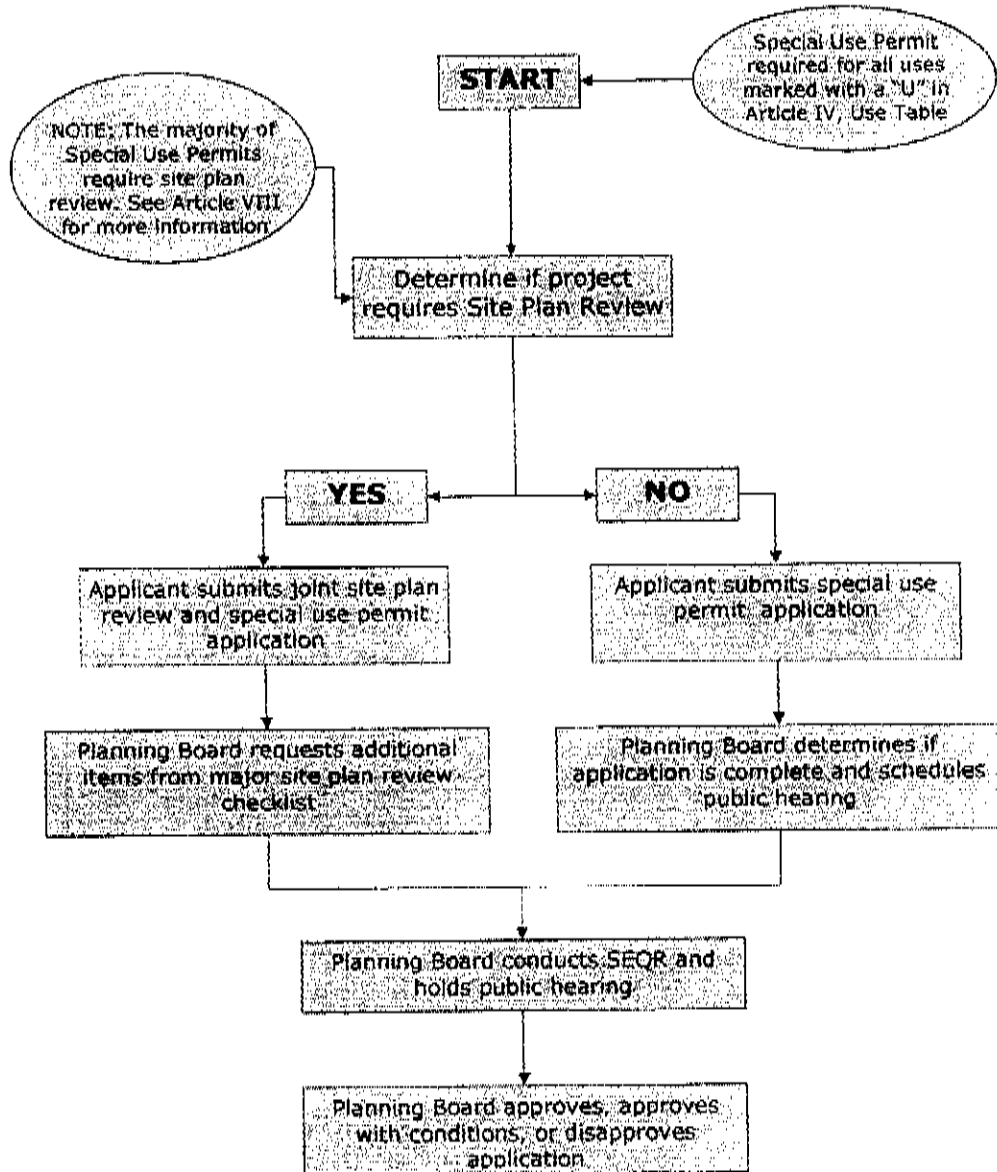 START
Special Use Permit
required for all uses
marked with a "U" in
Article IV, Use Table
NOTE: The majority of
Special Use Permits
require site plan
review. See Article VIII
for more information
Determine if project
requires Site Plan Review
YES
NO
Applicant submits joint site plan
review and special use permit
application
Applicant submits special use
permit application
Planning Board requests additional
items from major site plan review
checklist
Planning Board determines if
application is complete and schedules
public hearing
Planning Board conducts SEQR and
holds public hearing
Planning Board approves, approves
with conditions, or disapproves
application